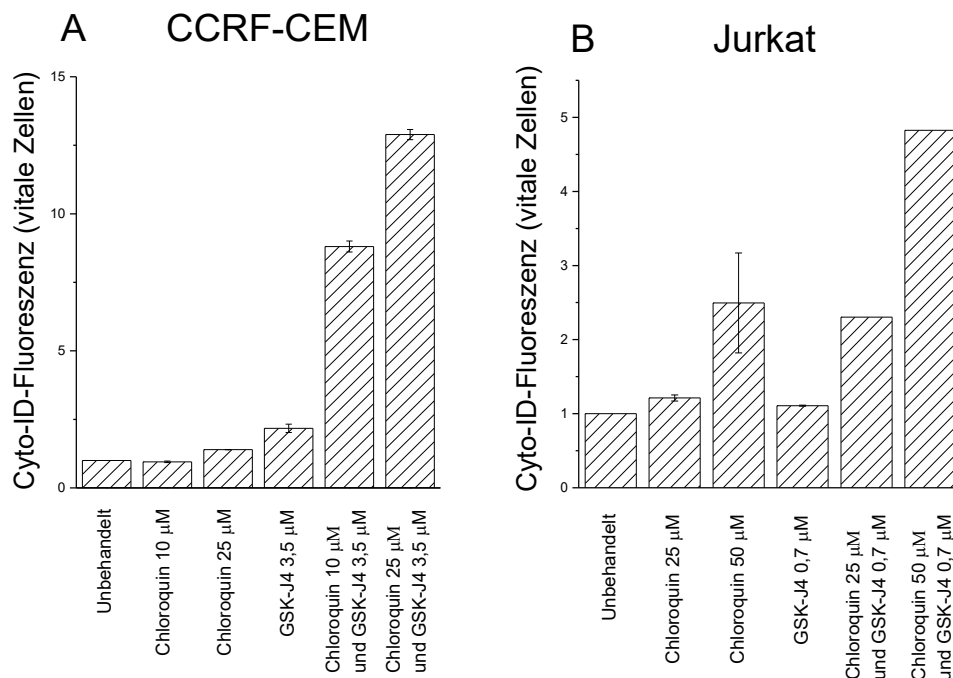 A
CCRF-CEM
Cyto-ID-Fluoreszenz (vitale Zellen)
15
10
5
0
Unbehandelt
Chloroquin 10 μM
Chloroquin 25 μM
GSK-J4 3,5 μM
Chloroquin 10 μM
und GSK-J4 3,5 μM
Chloroquin 25 μM
und GSK-J4 3,5 μM
B
Jurkat
Cyto-ID-Fluoreszenz (vitale Zellen)
5
4
3
2
1
0
Unbehandelt
Chloroquin 25 μM
Chloroquin 50 μM
GSK-J4 0,7 μM
Chloroquin 25 μM
und GSK-J4 0,7 μM
Chloroquin 50 μM
und GSK-J4 0,7 μM